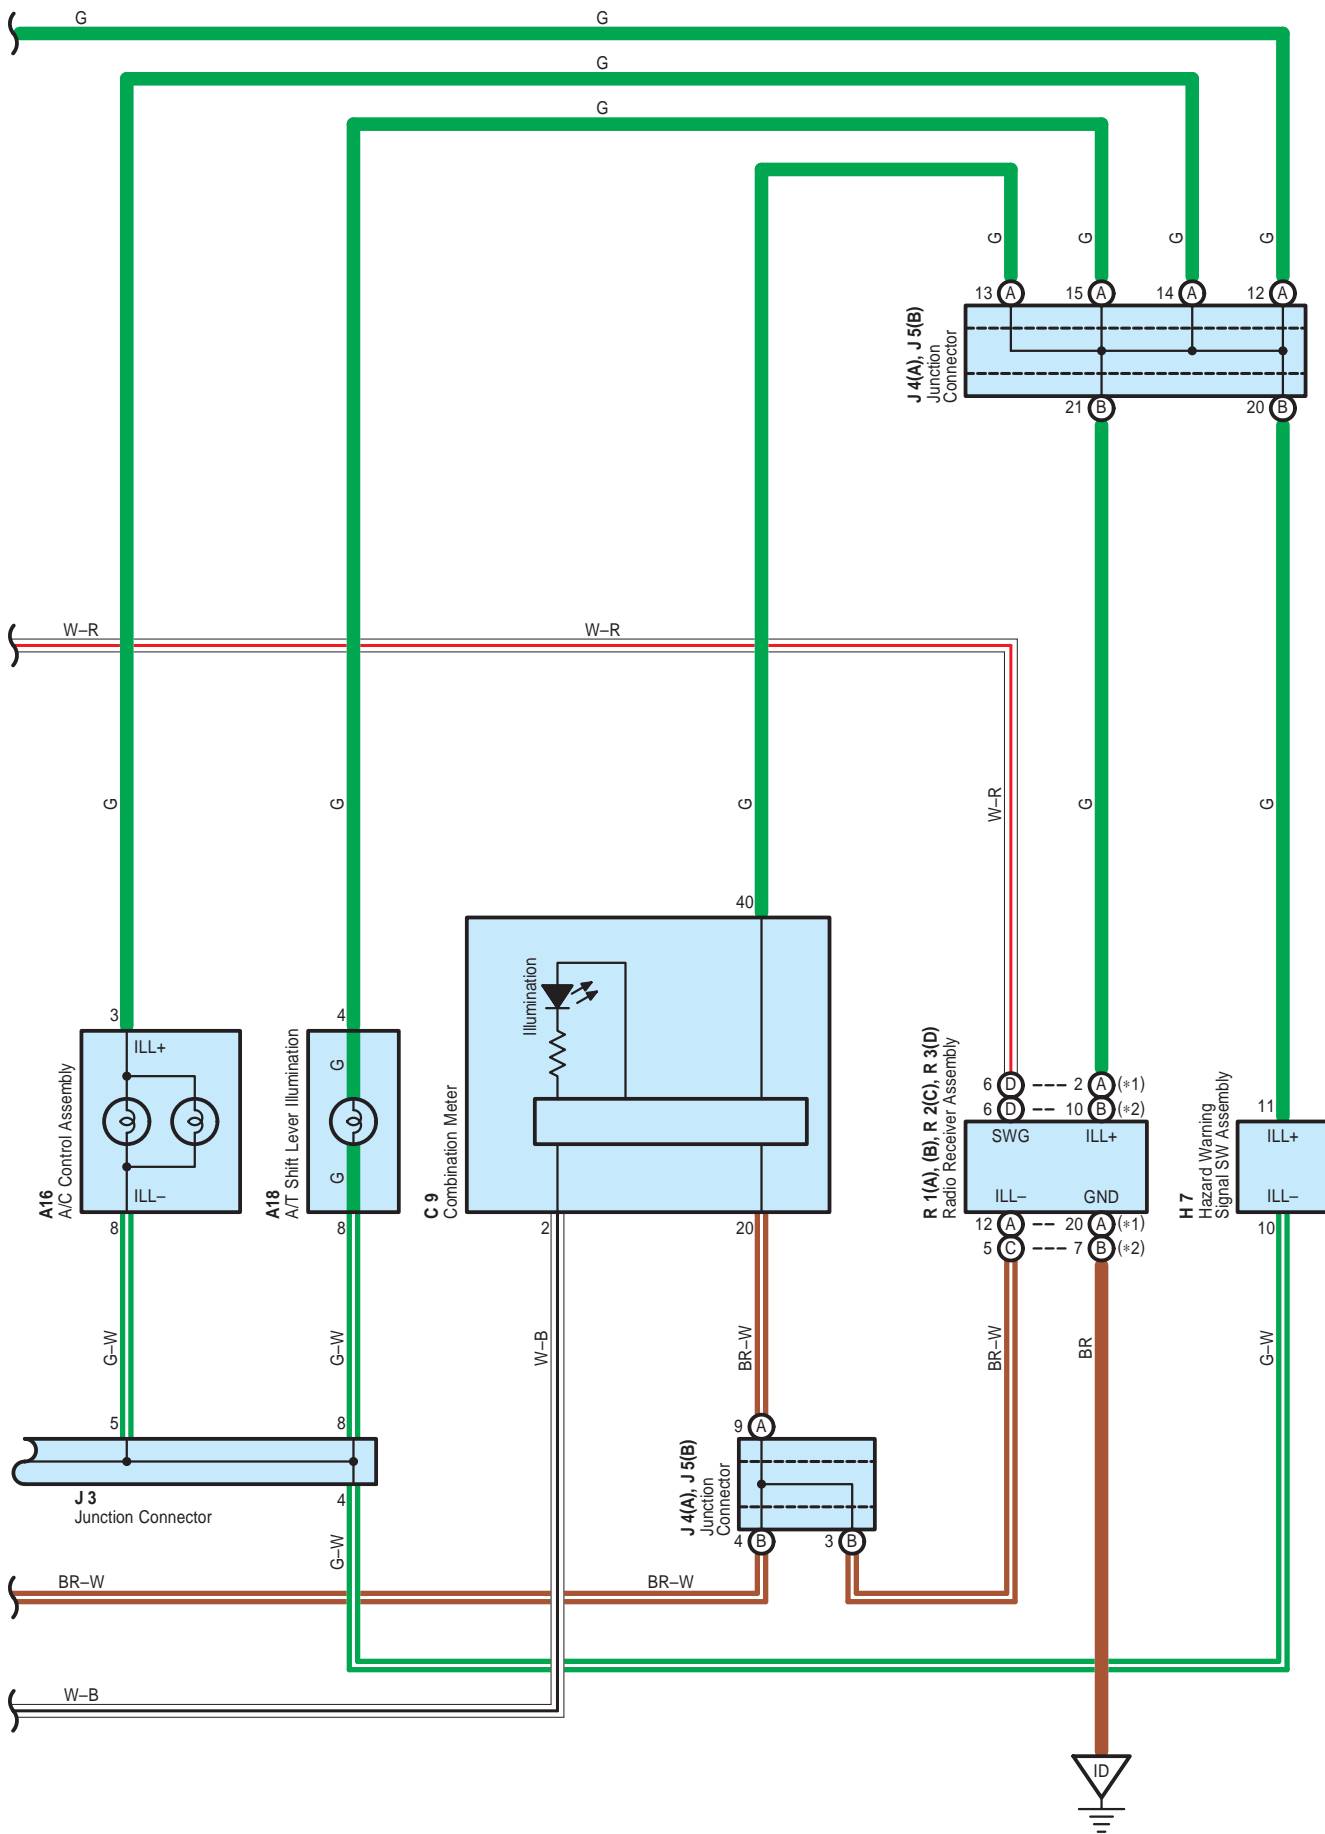 G
G
G
G
G
G
G
G
13 A
15 A
14 A
12 A
J 4(A), J 5(B)
Junction
Connector
21 B
20 B
W–R
W–R
G
G
G
W–R
G
G
40
Illumination
C 9
Combination Meter
2
20
3
ILL+
ILL–
A16
A/C Control Assembly
8
4
G
G
A18
A/T Shift Lever Illumination
8
R 1(A), (B), R 2(C), R 3(D)
Radio Receiver Assembly
6 D 2 A (*1)
6 D 10 B (*2)
SWG ILL+
ILL– GND
12 A 20 A (*1)
5 C 7 B (*2)
H 7
Hazard Warning
Signal SW Assembly
11
ILL+
ILL–
10
G–W
G–W
W–B
BR–W
BR–W
BR
G–W
5
8
J 3
Junction Connector
4
G–W
9 A
J 4(A), J 5(B)
Junction
Connector
4 B
3 B
BR–W
BR–W
W–B
ID